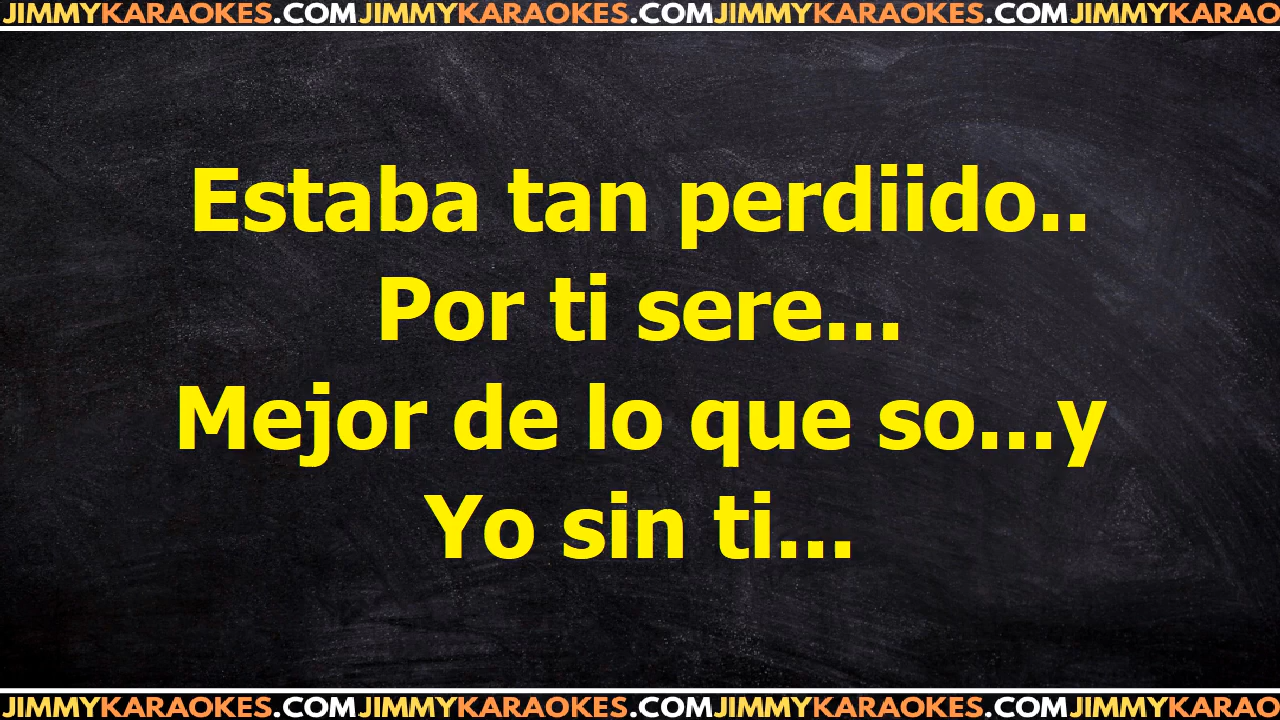 JIMMYKARAOKES.COMJIMMYKARAOKES.COMJIMMYKARAOKES.COMJIMMYKARAO
Estaba tan perdiido..
Por ti sere...
Mejor de lo que so...y
Yo sin ti...
JIMMYKARAOKES.COMJIMMYKARAOKES.COMJIMMYKARAOKES.COMJIMMYKARAO